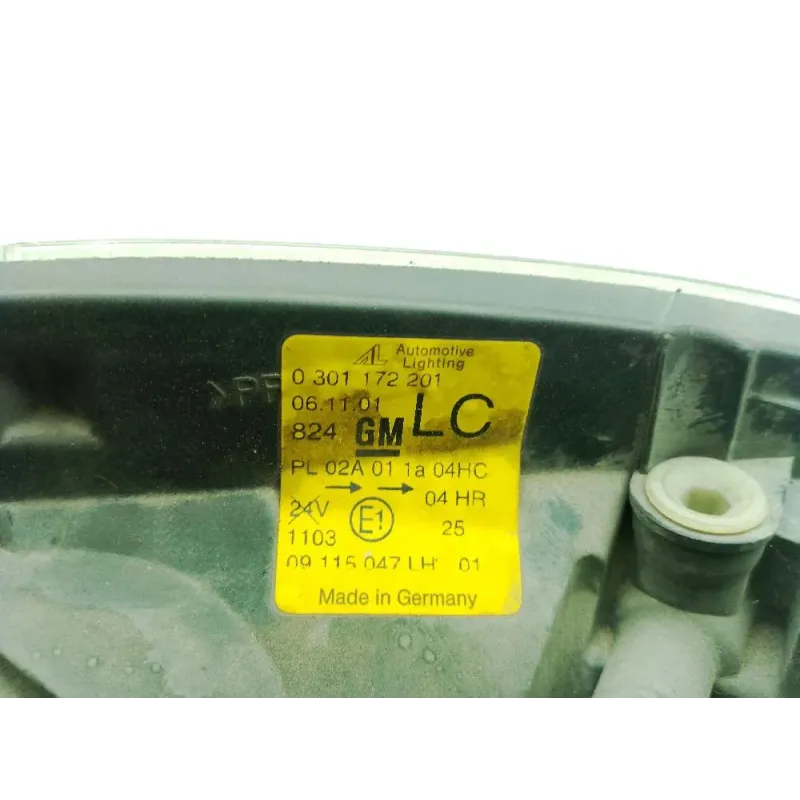 AL Automotive
Lighting
0 301 172 201
06.11.01
824 GM LC
PL 02A 01 1a 04HC
04 HR
24V E1
1103 25
09 115 047 LH 01
Made in Germany